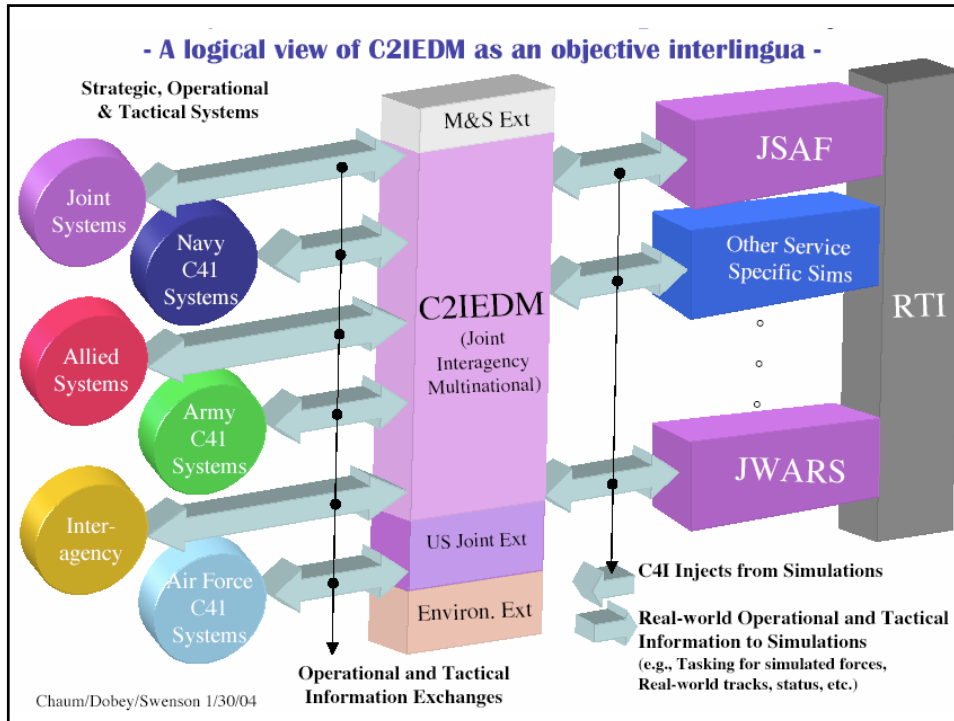 - A logical view of C2IEDM as an objective interlingua -
Strategic, Operational
& Tactical Systems
Joint
Systems
Navy
C41
Systems
Allied
Systems
Army
C41
Systems
Inter-
agency
Air Force
C41
Systems
M&S Ext
C2IEDM
(Joint
Interagency
Multinational)
US Joint Ext
Environ. Ext
JSAF
Other Service
Specific Sims
JWARS
RTI
C4I Injects from Simulations
Real-world Operational and Tactical
Information to Simulations
(e.g., Tasking for simulated forces,
Real-world tracks, status, etc.)
Operational and Tactical
Information Exchanges
Chaum/Dobey/Swenson 1/30/04